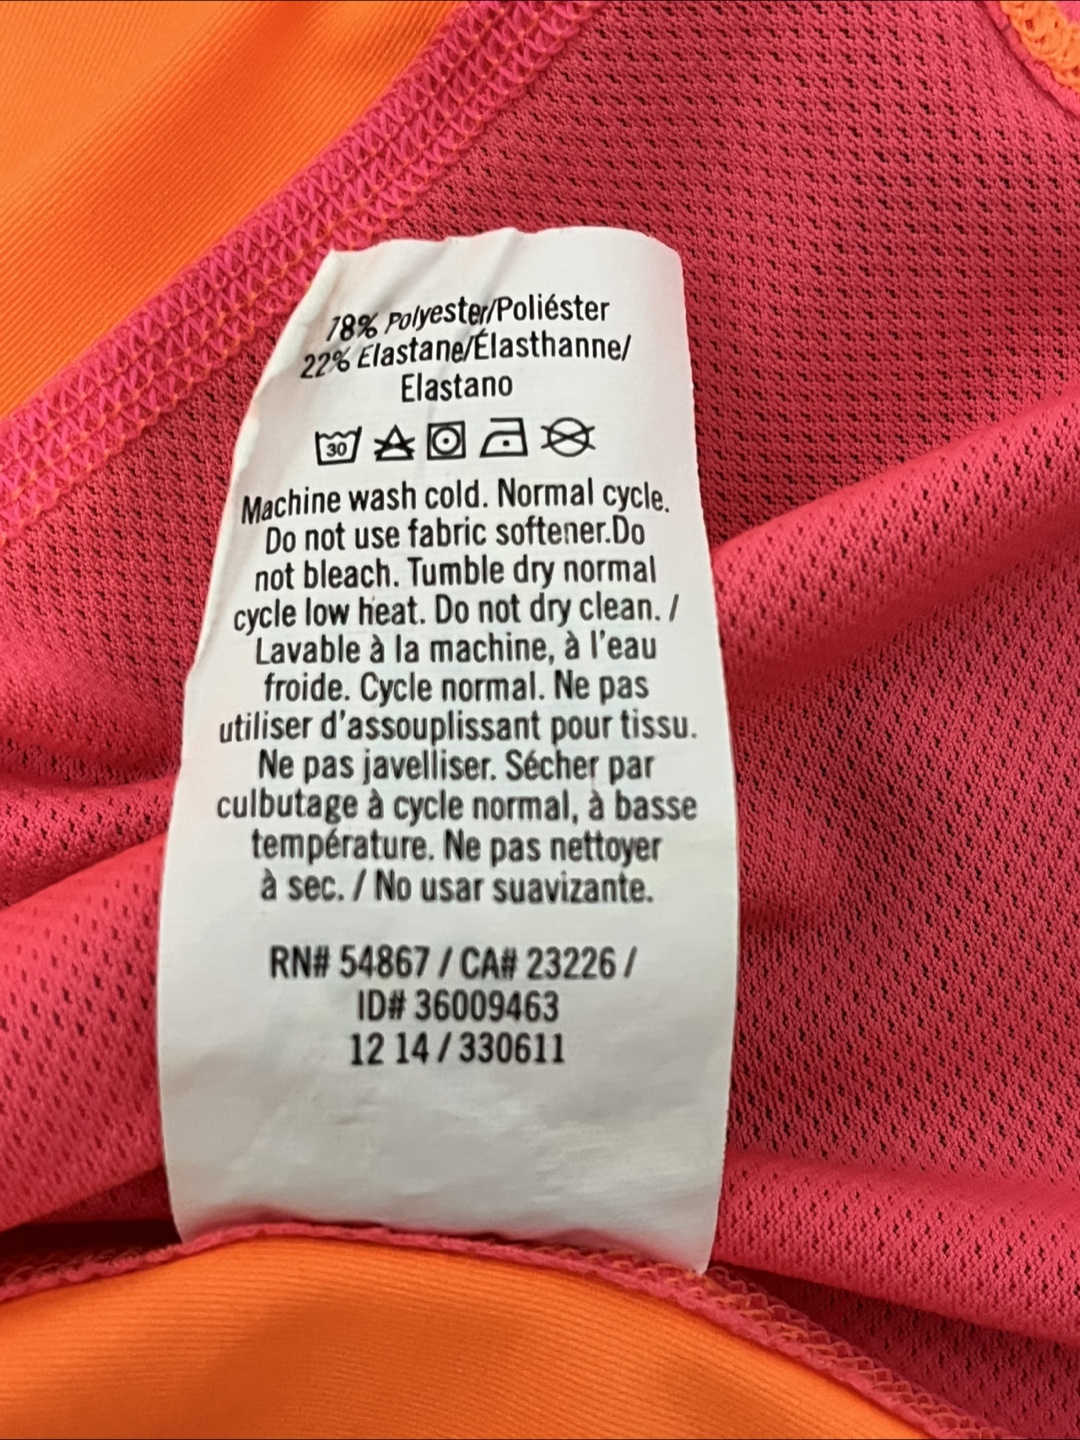 78% Polyester/Poliéster
22% Elastane/Élasthanne/
Elastano
30
Machine wash cold. Normal cycle.
Do not use fabric softener.Do
not bleach. Tumble dry normal
cycle low heat. Do not dry clean. /
Lavable à la machine, à l'eau
froide. Cycle normal. Ne pas
utiliser d'assouplissant pour tissu.
Ne pas javelliser. Sécher par
culbutage à cycle normal, à basse
température. Ne pas nettoyer
à sec. / No usar suavizante.
RN# 54867 / CA# 23226 /
ID# 36009463
12 14 / 330611